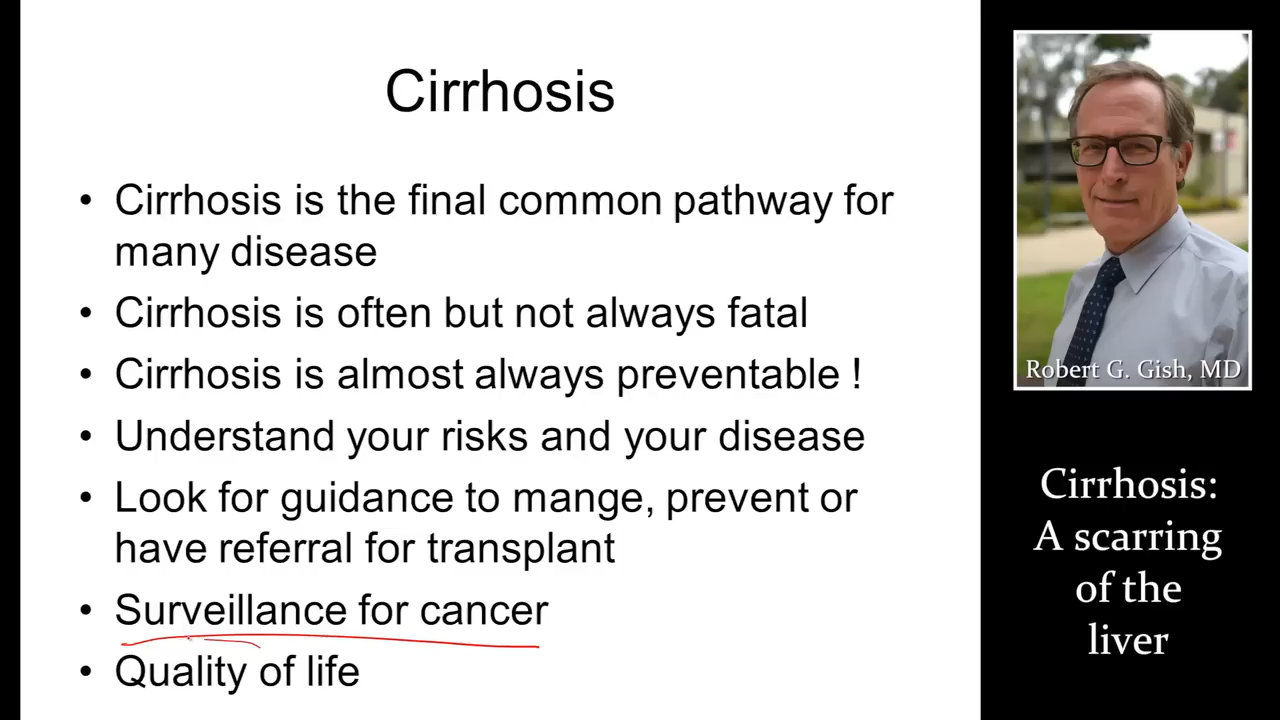 Cirrhosis
• Cirrhosis is the final common pathway for
many disease
• Cirrhosis is often but not always fatal
• Cirrhosis is almost always preventable !
• Understand your risks and your disease
• Look for guidance to mange, prevent or
have referral for transplant
• Surveillance for cancer
• Quality of life
Robert G. Gish, MD
Cirrhosis:
A scarring
of the
liver